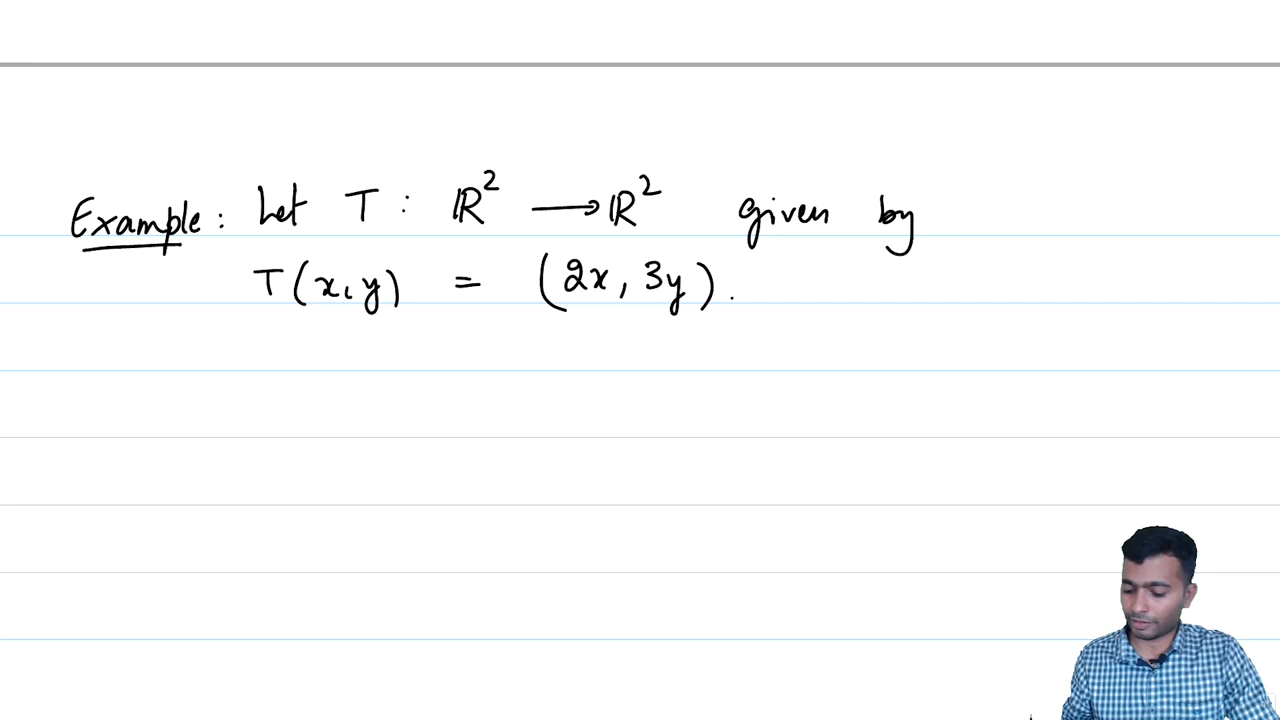 Example: Let T: ℝ² ⟶ ℝ² given by
T(x,y) = (2x, 3y).